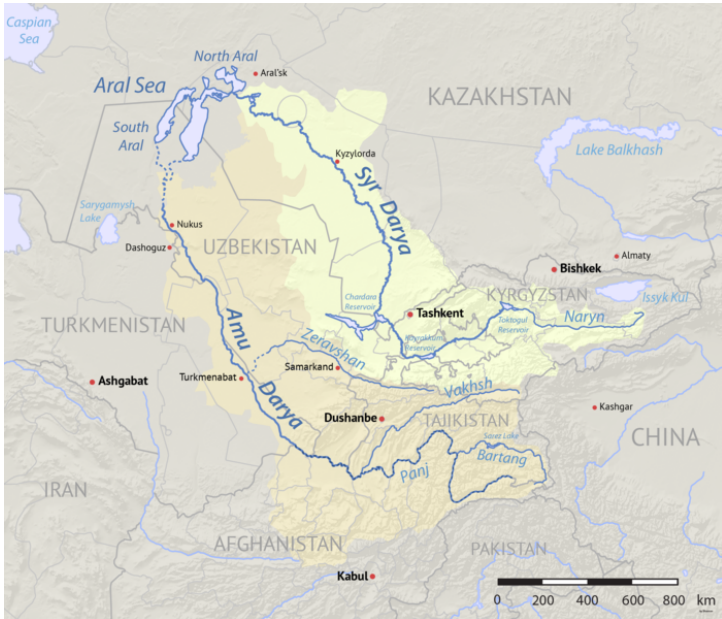 Caspian
Sea
North Aral
Aral'sk
Aral Sea
KAZAKHSTAN
South
Aral
Kyzylorda
Lake Balkhash
Syr Darya
Sarygamysh
Lake
Nukus
Dashoguz
UZBEKISTAN
Almaty
Bishkek
Issyk Kul
KYRGYZSTAN
Chardara
Reservoir
Tashkent
Toktogul
Reservoir
Naryn
TURKMENISTAN
Amu
Darya
Reservoir
Zeravshan
Samarkand
Turkmenabat
Vakhsh
Ashgabat
Dushanbe
TAJIKISTAN
Kashgar
CHINA
Sarez Lake
Bartang
Panj
IRAN
AFGHANISTAN
PAKISTAN
Kabul
0 200 400 600 800 km